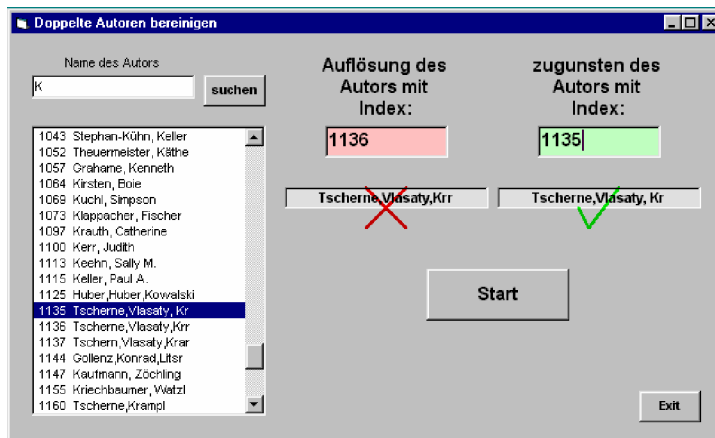 Doppelte Autoren bereinigen
Name des Autors
K
suchen
1043 Stephan-Kühn, Keller
1052 Theuermeister, Käthe
1057 Grahame, Kenneth
1064 Kirsten, Boie
1069 Kuchl, Simpson
1073 Klappacher, Fischer
1097 Krauth, Catherine
1100 Kerr, Judith
1113 Keehn, Sally M.
1115 Keller, Paul A.
1125 Huber,Huber,Kowalski
1135 Tscherne,Vlasaty, Kr
1136 Tscherne,Vlasaty,Krr
1137 Tschern,Vlasaty,Krar
1144 Gollenz,Konrad,Litsr
1147 Kaufmann, Zöchling
1155 Kriechbaumer, Watzl
1160 Tscherne,Krampl
Auflösung des
Autors mit
Index:
1136
Tscherne,Vlasaty,Krr
zugunsten des
Autors mit
Index:
1135
Tscherne,Vlasaty, Kr
Start
Exit